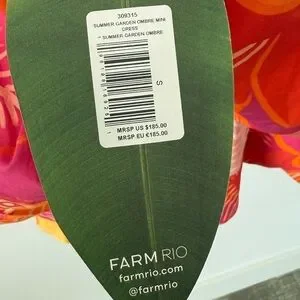 309315
SUMMER GARDEN OMBRE MINI
DRESS
SUMMER GARDEN OMBRE
S
MRSP US $185.00
MRSP EU €185.00
FARM RIO
farmrio.com
@farmrio